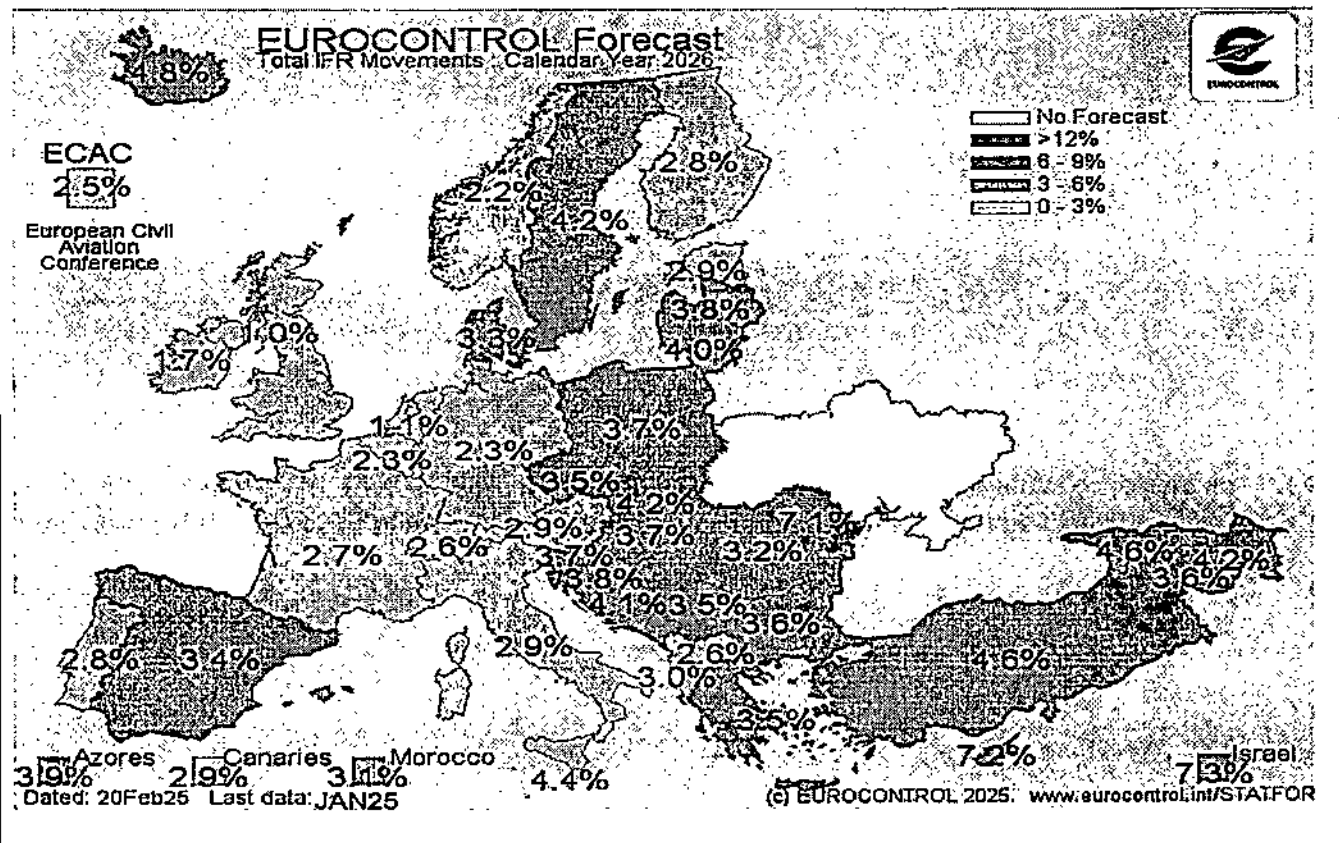 EUROCONTROL Forecast
Total IFR Movements : Calendar Year 2026
EUROCONTROL
4.8%
No Forecast
>12%
6 - 9%
3 - 6%
0 - 3%
ECAC
2.5%
European Civil
Aviation
Conference
2.8%
2.2%
4.2%
2.9%
3.8%
4.0%
3.3%
1.0%
1.7%
1.1%
2.3%
2.3%
3.7%
3.5%
4.2%
2.9%
3.7%
7.1%
3.2%
2.7%
2.6%
3.7%
3.8%
4.1%
3.5%
3.6%
4.6%
4.2%
3.6%
2.8%
3.4%
2.9%
2.6%
3.0%
4.6%
3.5%
Azores
3.9%
Canaries
2.9%
Morocco
3.1%
4.4%
7.2%
Israel
7.3%
Dated: 20Feb25 Last data: JAN25
(c) EUROCONTROL 2025. www.eurocontrol.int/STATFOR